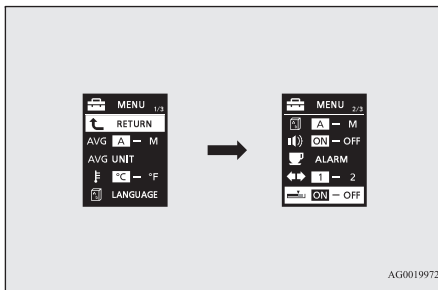 MENU 1/3
RETURN
AVG A – M
AVG UNIT
°C – °F
LANGUAGE
MENU 2/3
A – M
ON – OFF
ALARM
1 – 2
ON – OFF
AG0019972